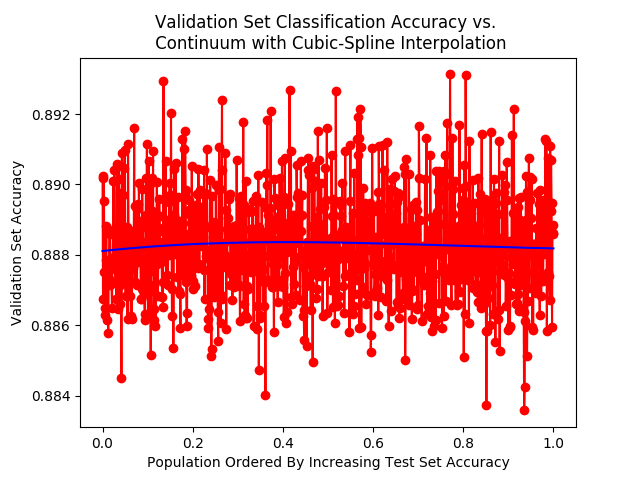 Validation Set Classification Accuracy vs.
Continuum with Cubic-Spline Interpolation
0.892
0.890
0.888
0.886
0.884
Validation Set Accuracy
0.0 0.2 0.4 0.6 0.8 1.0
Population Ordered By Increasing Test Set Accuracy